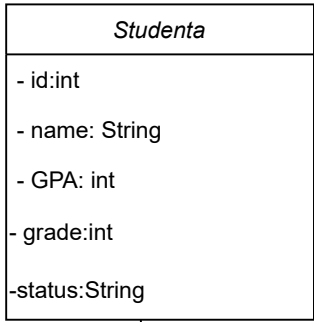 Studenta
- id:int
- name: String
- GPA: int
- grade:int
-status:String